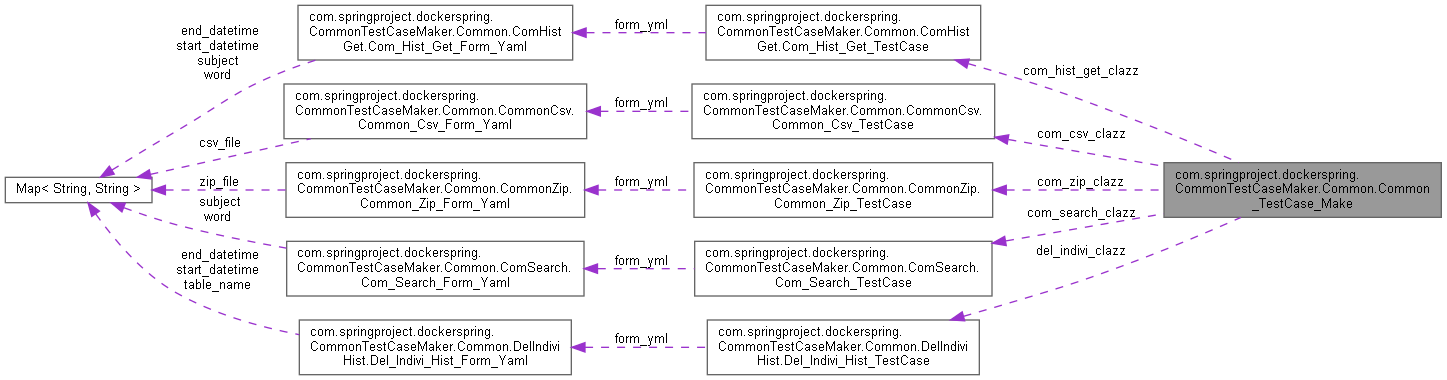 com.springproject.dockerspring.
CommonTestCaseMaker.Common.ComHist
Get.Com_Hist_Get_Form_Yaml
form_yml
com.springproject.dockerspring.
CommonTestCaseMaker.Common.ComHist
Get.Com_Hist_Get_TestCase
end_datetime
start_datetime
subject
word
com_hist_get_clazz
com.springproject.dockerspring.
CommonTestCaseMaker.Common.CommonCsv.
Common_Csv_Form_Yaml
form_yml
com.springproject.dockerspring.
CommonTestCaseMaker.Common.CommonCsv.
Common_Csv_TestCase
csv_file
com_csv_clazz
Map< String, String >
zip_file
com.springproject.dockerspring.
CommonTestCaseMaker.Common.CommonZip.
Common_Zip_Form_Yaml
form_yml
com.springproject.dockerspring.
CommonTestCaseMaker.Common.CommonZip.
Common_Zip_TestCase
com_zip_clazz
com.springproject.dockerspring.
CommonTestCaseMaker.Common.Common
_TestCase_Make
subject
word
com_search_clazz
com.springproject.dockerspring.
CommonTestCaseMaker.Common.ComSearch.
Com_Search_Form_Yaml
form_yml
com.springproject.dockerspring.
CommonTestCaseMaker.Common.ComSearch.
Com_Search_TestCase
end_datetime
start_datetime
table_name
del_indivi_clazz
com.springproject.dockerspring.
CommonTestCaseMaker.Common.DelIndivi
Hist.Del_Indivi_Hist_Form_Yaml
form_yml
com.springproject.dockerspring.
CommonTestCaseMaker.Common.DelIndivi
Hist.Del_Indivi_Hist_TestCase